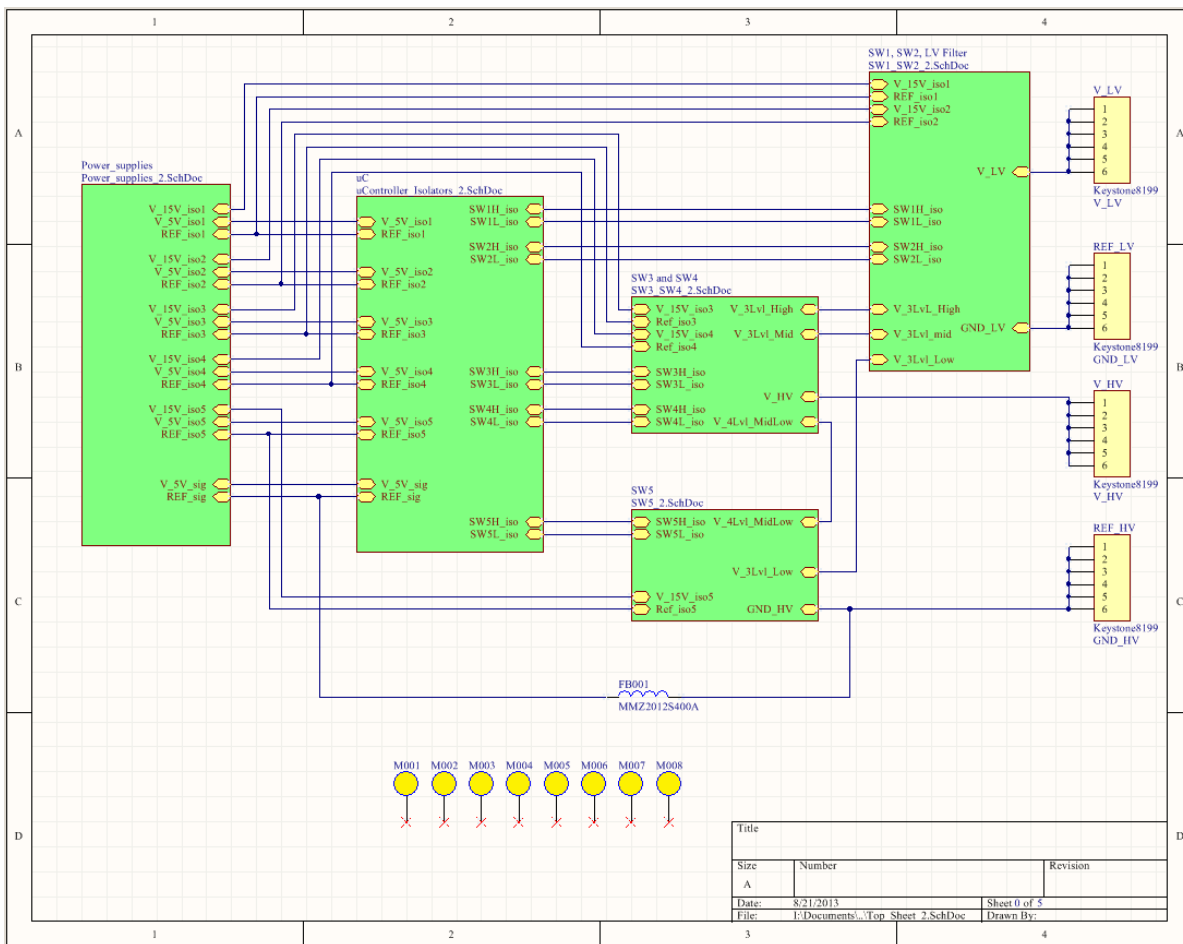 1 2 3 4
A A
B B
C C
D D
1 2 3 4
Power_supplies
Power_supplies_2.SchDoc
V_15V_iso1
V_5V_iso1
REF_iso1
V_15V_iso2
V_5V_iso2
REF_iso2
V_15V_iso3
V_5V_iso3
REF_iso3
V_15V_iso4
V_5V_iso4
REF_iso4
V_15V_iso5
V_5V_iso5
REF_iso5
V_5V_sig
REF_sig
uC
uController_Isolators_2.SchDoc
V_5V_iso1
REF_iso1
V_5V_iso2
REF_iso2
V_5V_iso3
REF_iso3
V_5V_iso4
REF_iso4
V_5V_iso5
REF_iso5
V_5V_sig
REF_sig
SW1H_iso
SW1L_iso
SW2H_iso
SW2L_iso
SW3H_iso
SW3L_iso
SW4H_iso
SW4L_iso
SW5H_iso
SW5L_iso
SW3 and SW4
SW3_SW4_2.SchDoc
V_15V_iso3 V_3Lvl_High
Ref_iso3
V_15V_iso4 V_3Lvl_Mid
Ref_iso4
SW3H_iso
SW3L_iso
V_HV
SW4H_iso
SW4L_iso V_4Lvl_MidLow
SW5
SW5_2.SchDoc
SW5H_iso V_4Lvl_MidLow
SW5L_iso
V_3Lvl_Low
V_15V_iso5
Ref_iso5 GND_HV
SW1, SW2, LV Filter
SW1_SW2_2.SchDoc
V_15V_iso1
REF_iso1
V_15V_iso2
REF_iso2
V_LV
SW1H_iso
SW1L_iso
SW2H_iso
SW2L_iso
V_3LvL_High
GND_LV
V_3Lvl_mid
V_3Lvl_Low
V_LV
1
2
3
4
5
6
Keystone8199
V_LV
REF_LV
1
2
3
4
5
6
Keystone8199
GND_LV
V_HV
1
2
3
4
5
6
Keystone8199
V_HV
REF_HV
1
2
3
4
5
6
Keystone8199
GND_HV
FB001
MMZ2012S400A
M001 M002 M003 M004 M005 M006 M007 M008
Title
Size Number Revision
A
Date: 8/21/2013 Sheet 0 of 5
File: I:\Documents\..\Top_Sheet_2.SchDoc Drawn By: